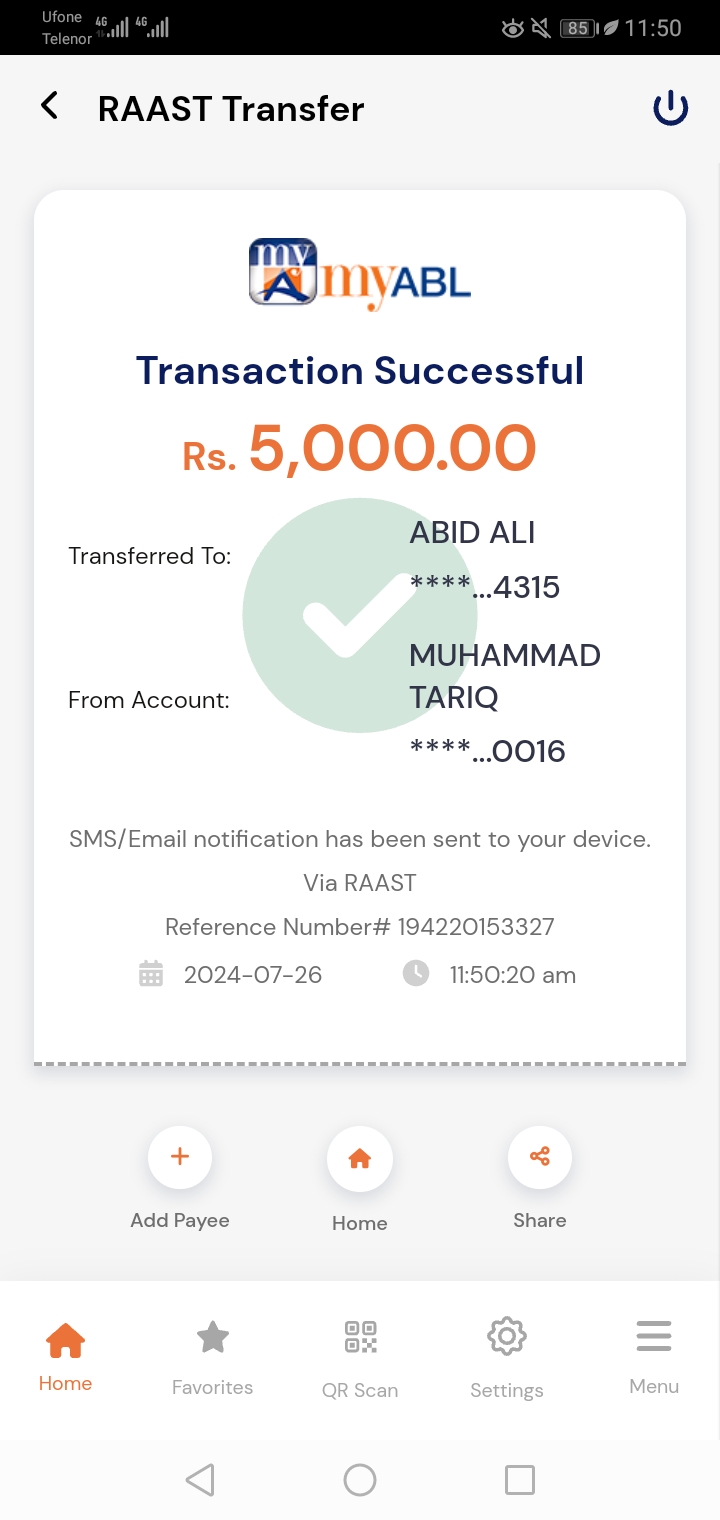 Ufone
Telenor 4G 4G 85 11:50
RAAST Transfer
my A myABL
Transaction Successful
Rs. 5,000.00
Transferred To:
ABID ALI
****...4315
From Account:
MUHAMMAD
TARIQ
****...0016
SMS/Email notification has been sent to your device.
Via RAAST
Reference Number# 194220153327
2024-07-26 11:50:20 am
Add Payee Home Share
Home Favorites QR Scan Settings Menu